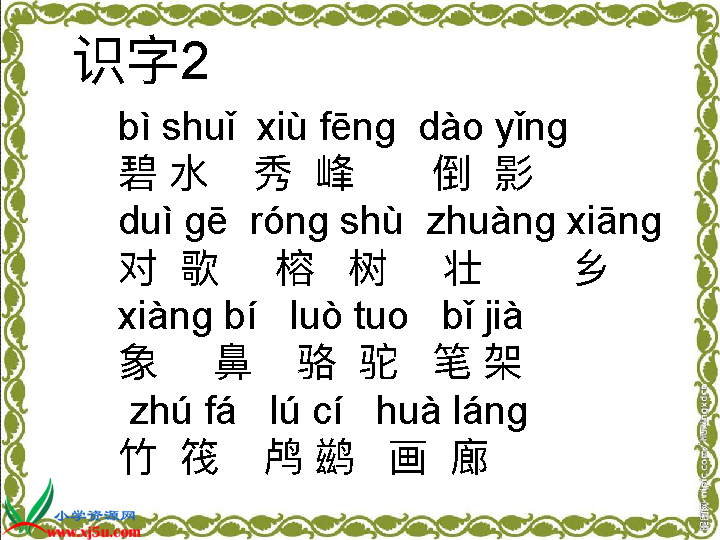 识字2
bì shuǐ xiù fēng dào yǐng
碧 水 秀 峰 倒 影
duì gē róng shù zhuàng xiāng
对 歌 榕 树 壮 乡
xiàng bí luò tuo bǐ jià
象 鼻 骆 驼 笔 架
zhú fá lú cí huà láng
竹 筏 鸬 鹚 画 廊
小学资源网
www.xj5u.com